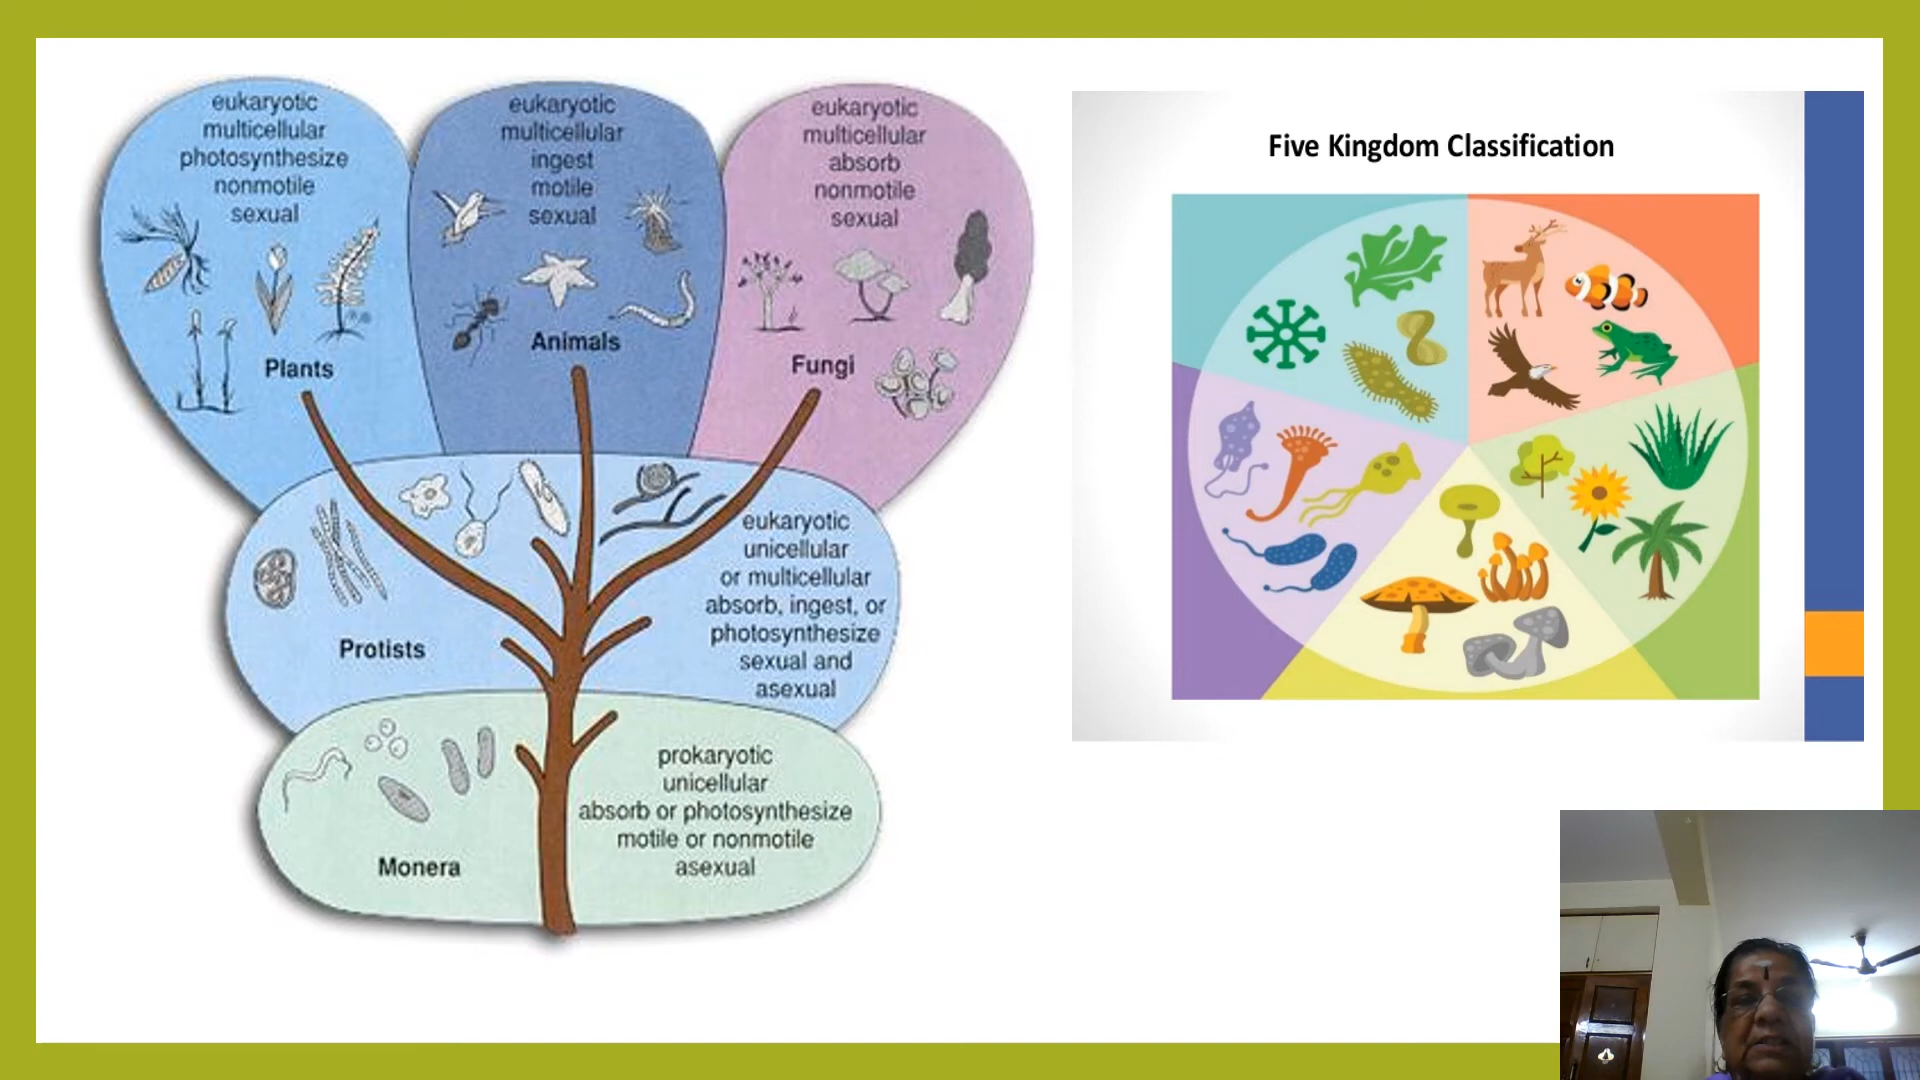 eukaryotic
multicellular
photosynthesize
nonmotile
sexual
Plants
eukaryotic
multicellular
ingest
motile
sexual
Animals
eukaryotic
multicellular
absorb
nonmotile
sexual
Fungi
Protists
eukaryotic
unicellular
or multicellular
absorb, ingest, or
photosynthesize
sexual and
asexual
Monera
prokaryotic
unicellular
absorb or photosynthesize
motile or nonmotile
asexual
Five Kingdom Classification